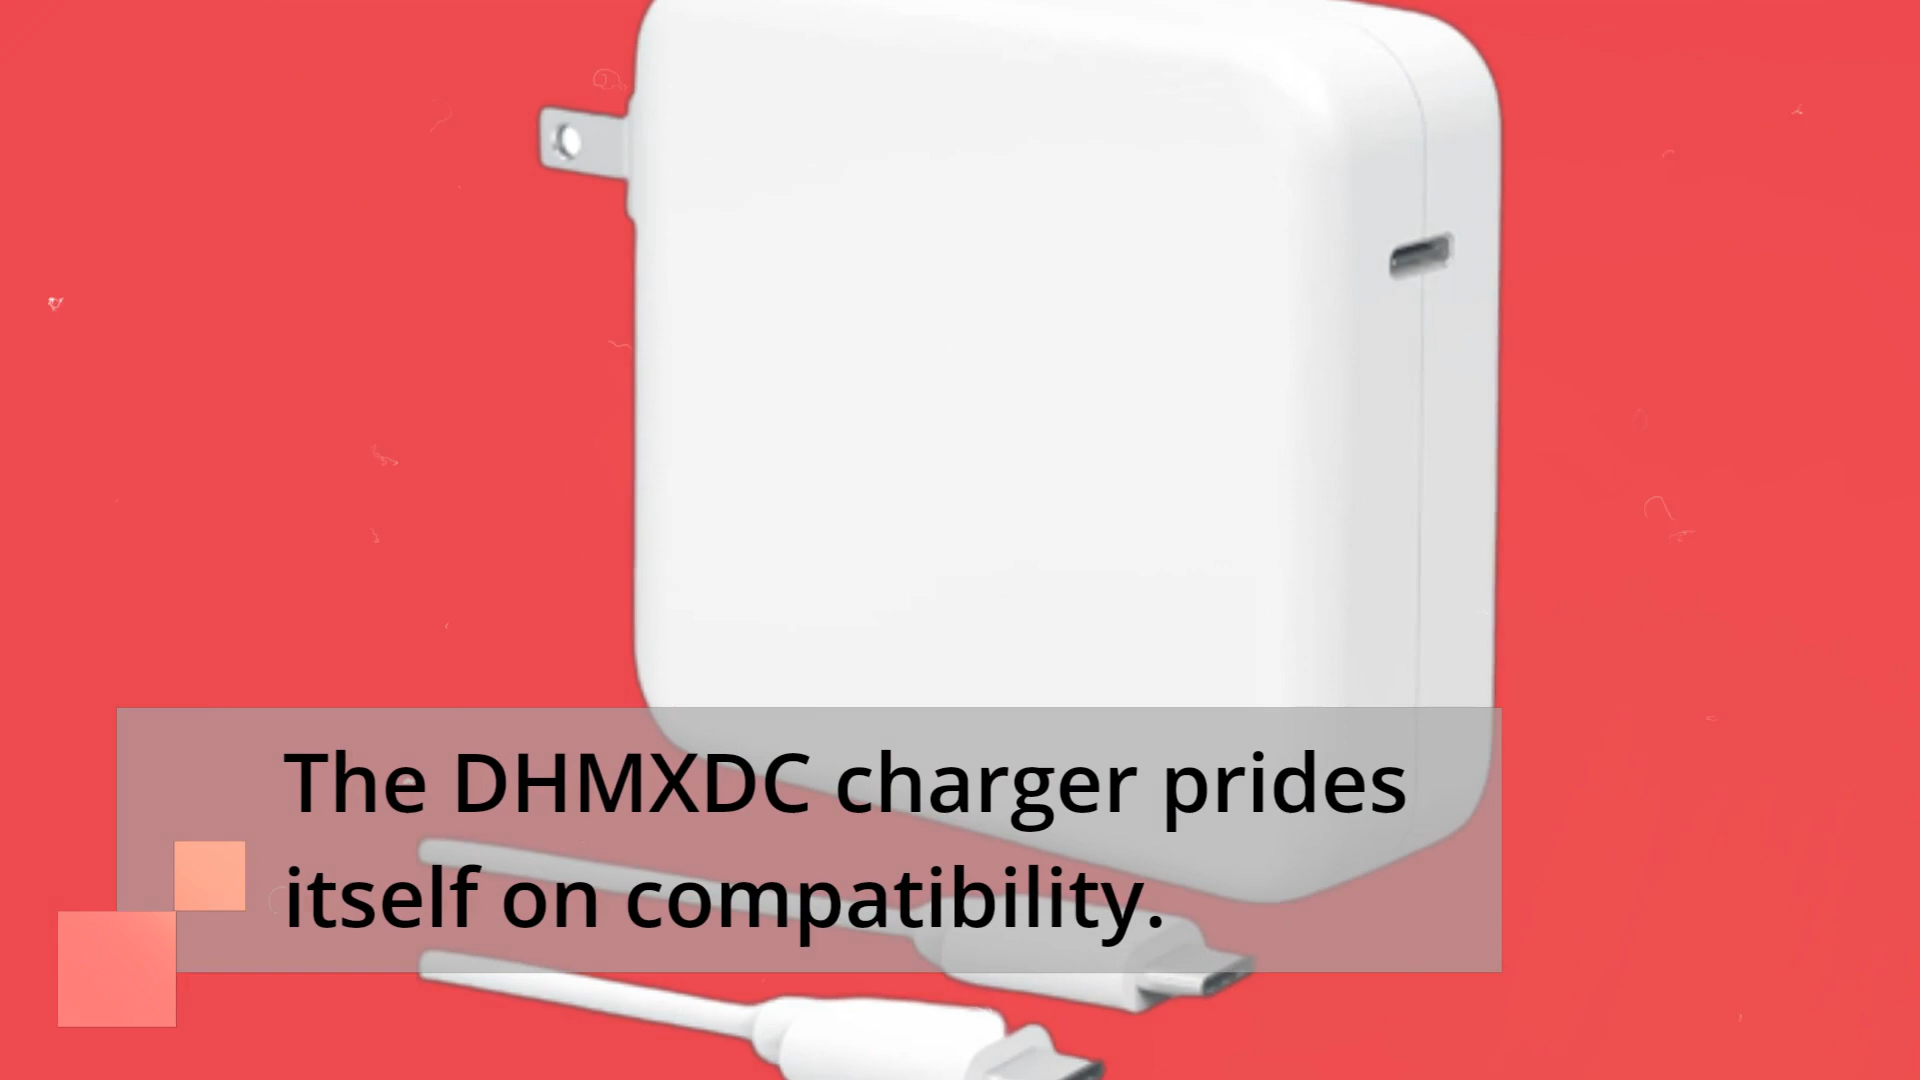 The DHMXDC charger prides
itself on compatibility.